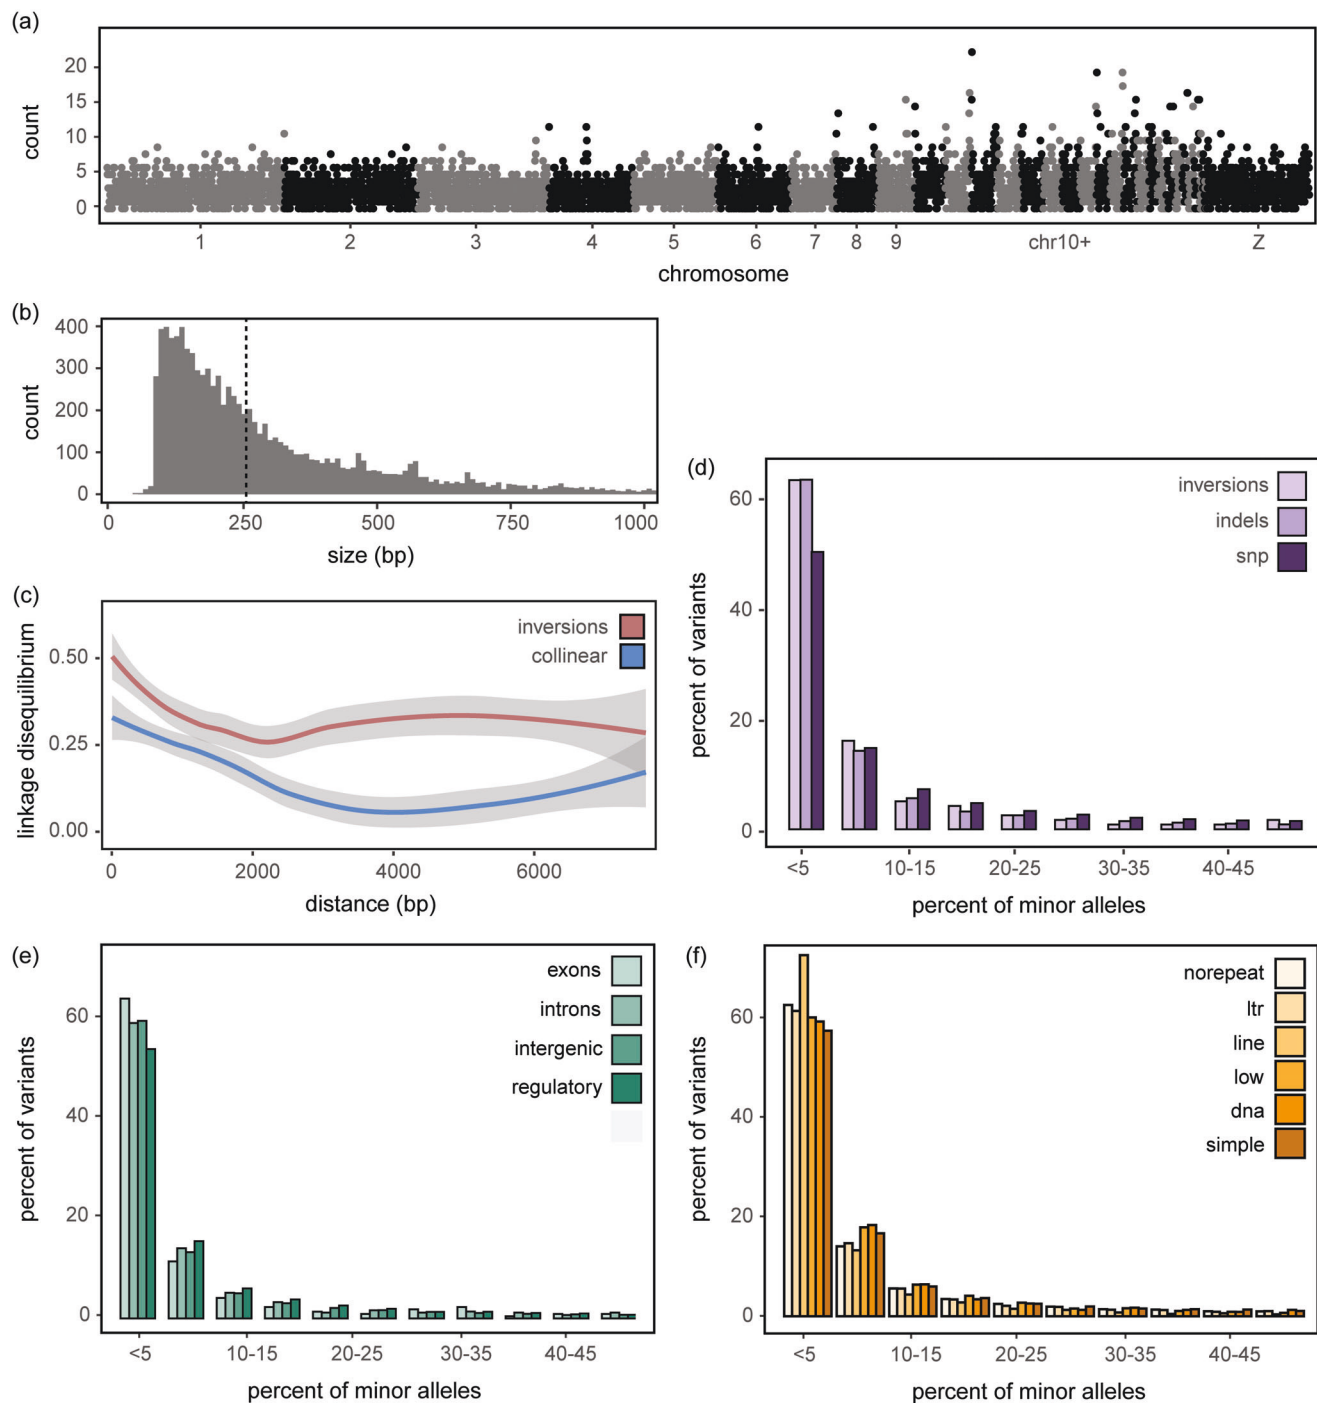 (a)
count
20
15
10
5
0
1 2 3 4 5 6 7 8 9 chr10+ Z
chromosome
(b)
count
400
300
200
100
0
0 250 500 750 1000
size (bp)
(c)
linkage disequilibrium
0.50
0.25
0.00
inversions
collinear
0 2000 4000 6000
distance (bp)
(d)
percent of variants
60
40
20
0
inversions
indels
snp
<5 10-15 20-25 30-35 40-45
percent of minor alleles
(e)
percent of variants
60
40
20
0
exons
introns
intergenic
regulatory
<5 10-15 20-25 30-35 40-45
percent of minor alleles
(f)
percent of variants
60
40
20
0
norepeat
ltr
line
low
dna
simple
<5 10-15 20-25 30-35 40-45
percent of minor alleles